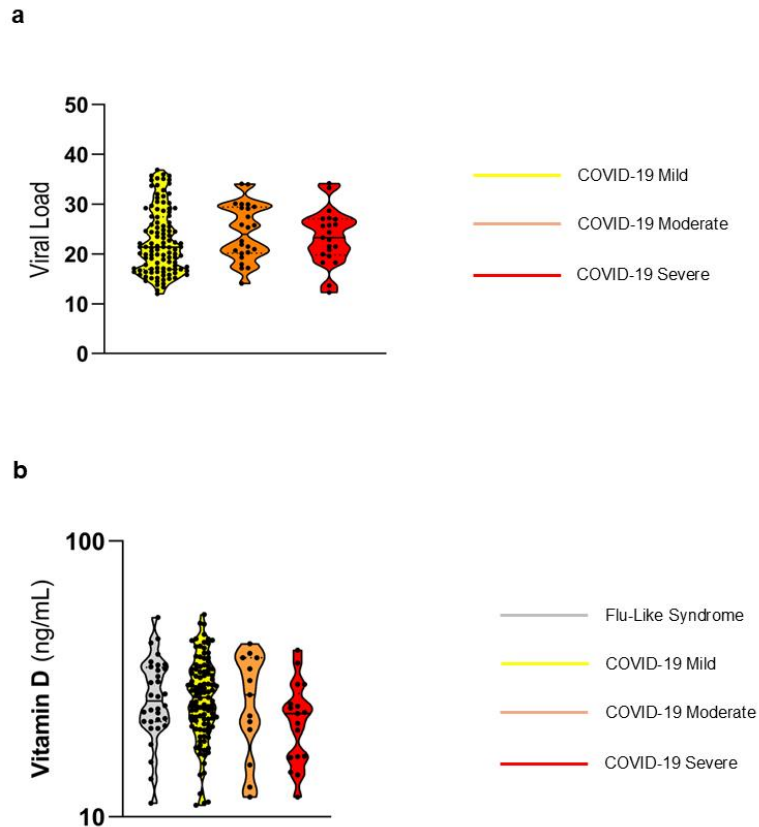 a
50
40
30
20
10
0
Viral Load
COVID-19 Mild
COVID-19 Moderate
COVID-19 Severe
b
100
10
Vitamin D (ng/mL)
Flu-Like Syndrome
COVID-19 Mild
COVID-19 Moderate
COVID-19 Severe